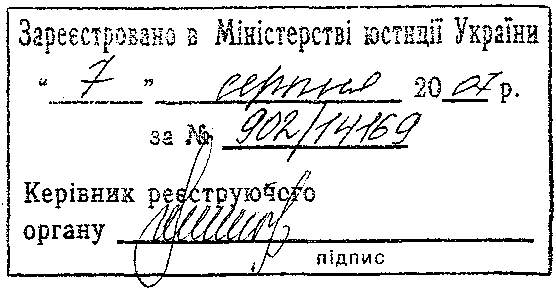 Зареєстровано в Міністерстві юстиції України
“ 7 ” серпня 20 07 р.
за № 902/14169
Керівник реєструючого
органу
підпис